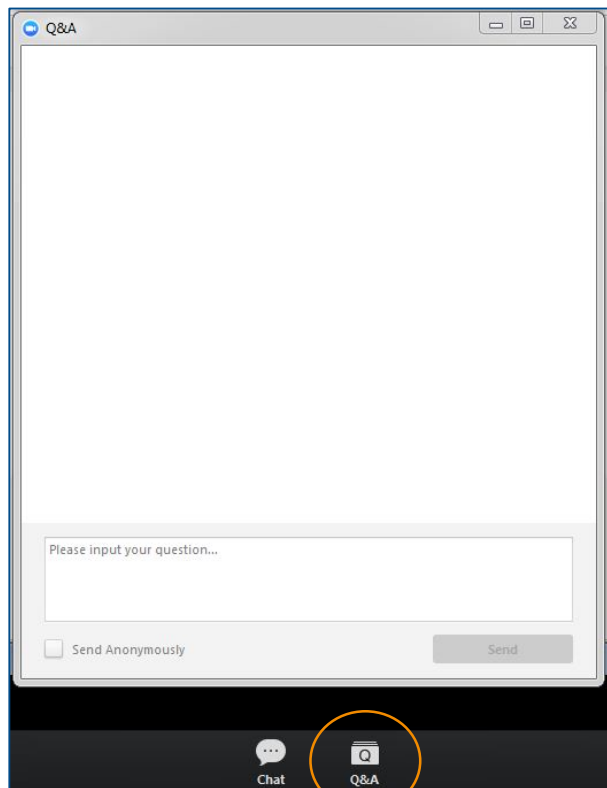 Q&A
Please input your question...
Send Anonymously
Send
Q
Chat
Q&A